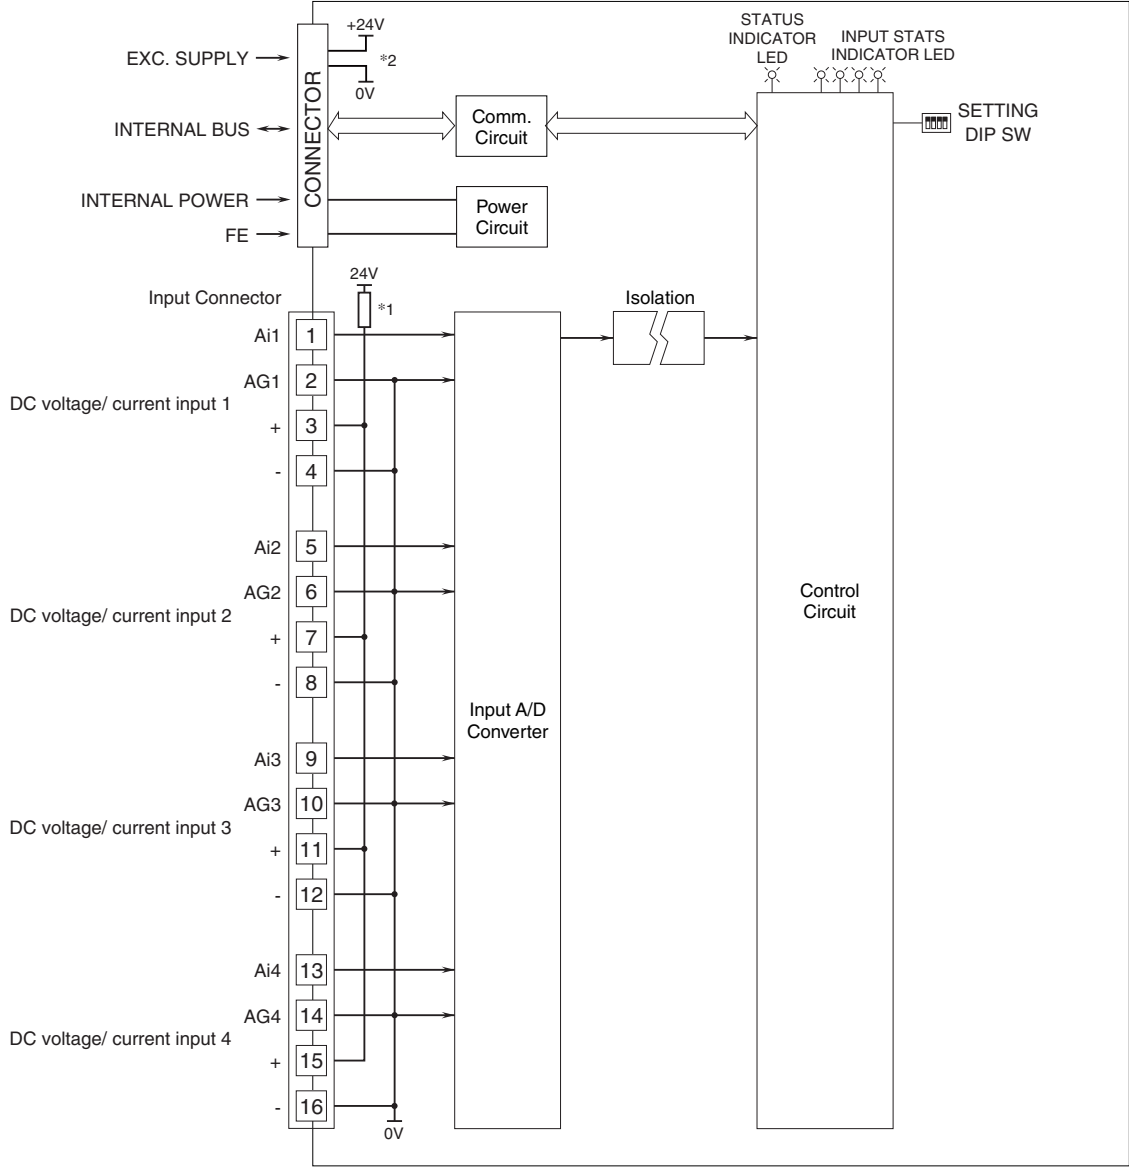 STATUS
INDICATOR
LED
INPUT STATS
INDICATOR LED
+24V
*2
0V
EXC. SUPPLY
INTERNAL BUS
INTERNAL POWER
FE
CONNECTOR
Comm.
Circuit
Power
Circuit
SETTING
DIP SW
Input Connector
24V
*1
Isolation
Ai1 1
AG1 2
DC voltage/ current input 1
+ 3
- 4
Ai2 5
AG2 6
DC voltage/ current input 2
+ 7
- 8
Ai3 9
AG3 10
DC voltage/ current input 3
+ 11
- 12
Ai4 13
AG4 14
DC voltage/ current input 4
+ 15
- 16
0V
Input A/D
Converter
Control
Circuit